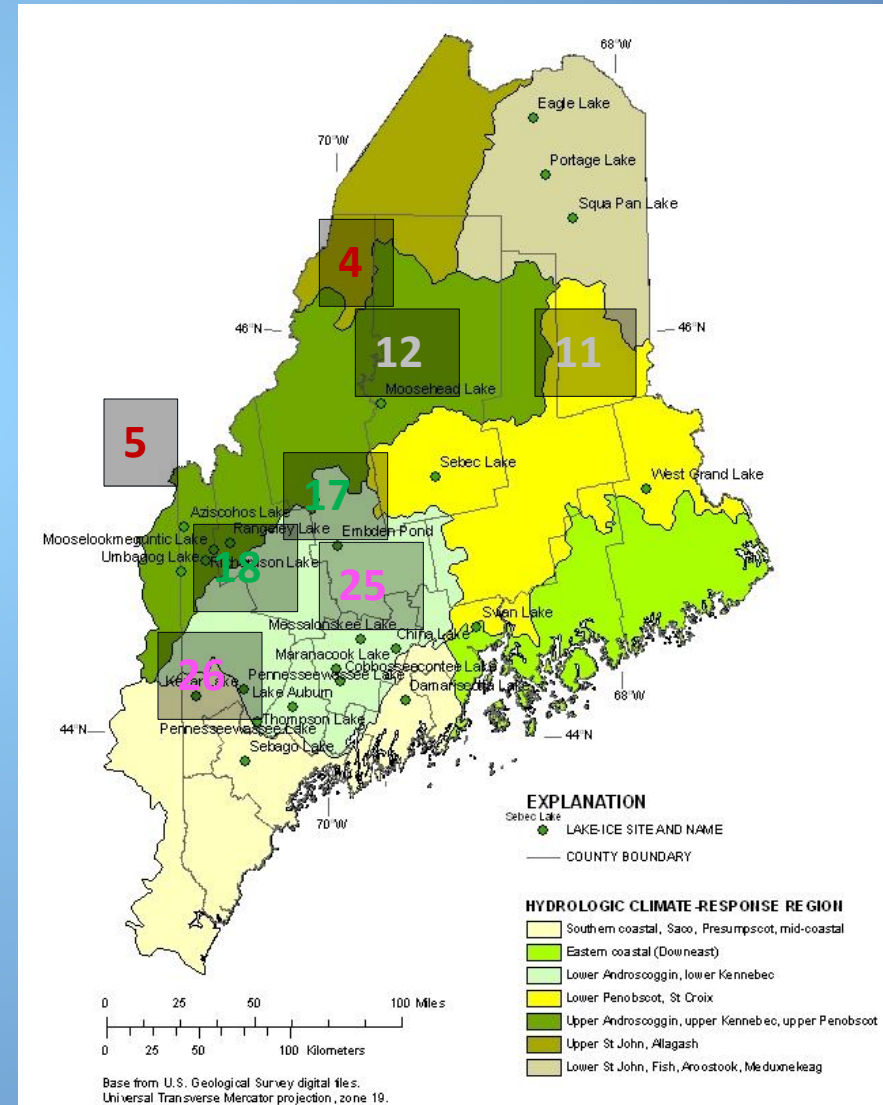 68°W
Eagle Lake
70°W
Portage Lake
Squa Pan Lake
4
46°N
46°N
12
11
Moosehead Lake
5
Sebec Lake
West Grand Lake
17
Aziscohos Lake
Rangeley Lake
Embden Pond
Mooselookmeguntic Lake
Umbagog Lake
Richardson Lake
18
25
Swan Lake
Messalonskee Lake
China Lake
Maranacook Lake
Cobbosseecontee Lake
26
Pennesseewassee Lake
Damariscotta Lake
68°W
Lake Auburn
44°N
Thompson Lake
Pennesseewassee Lake
44°N
Sebago Lake
70°W
EXPLANATION
Sebec Lake
LAKE-ICE SITE AND NAME
COUNTY BOUNDARY
HYDROLOGIC CLIMATE-RESPONSE REGION
Southern coastal, Saco, Presumpscot, mid-coastal
Eastern coastal (Downeast)
Lower Androscoggin, lower Kennebec
Lower Penobscot, St Croix
Upper Androscoggin, upper Kennebec, upper Penobscot
Upper St John, Allagash
Lower St John, Fish, Aroostook, Meduxnekeag
0 25 50 100 Miles
0 25 50 100 Kilometers
Base from U.S. Geological Survey digital files.
Universal Transverse Mercator projection, zone 19.